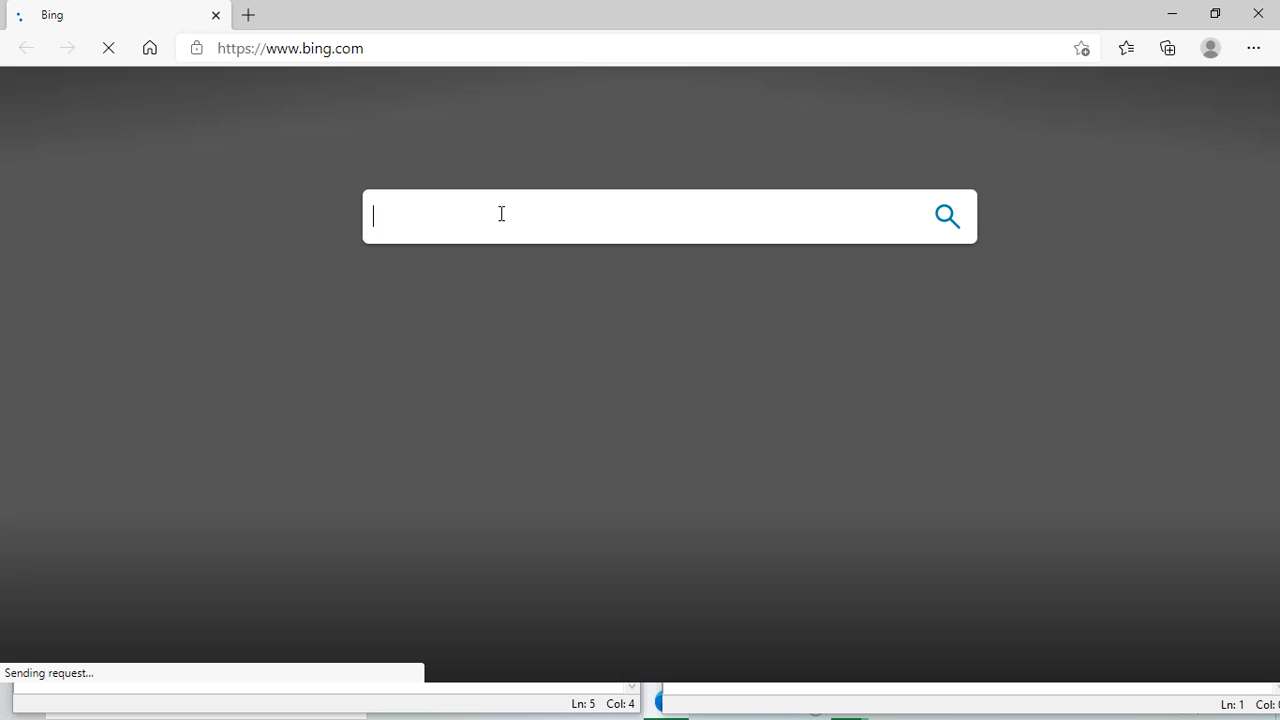 Bing
https://www.bing.com
Sending request...
Ln: 5 Col: 4
Ln: 1 Col: